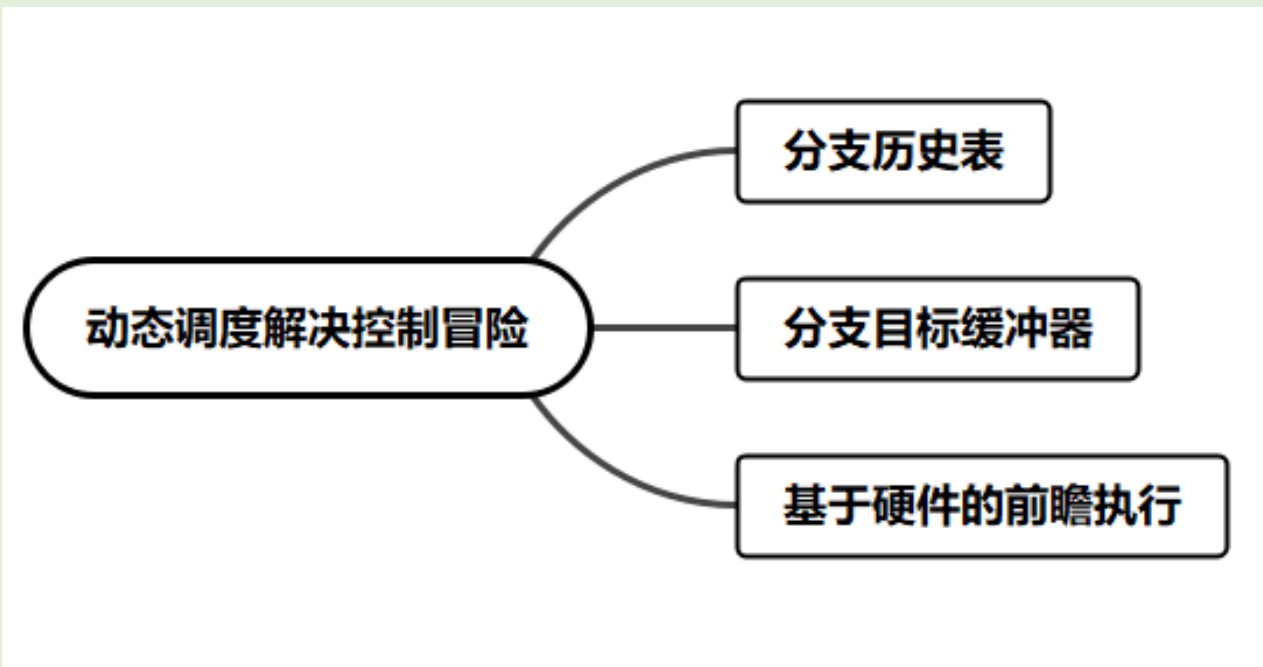 分支历史表
动态调度解决控制冒险
分支目标缓冲器
基于硬件的前瞻执行